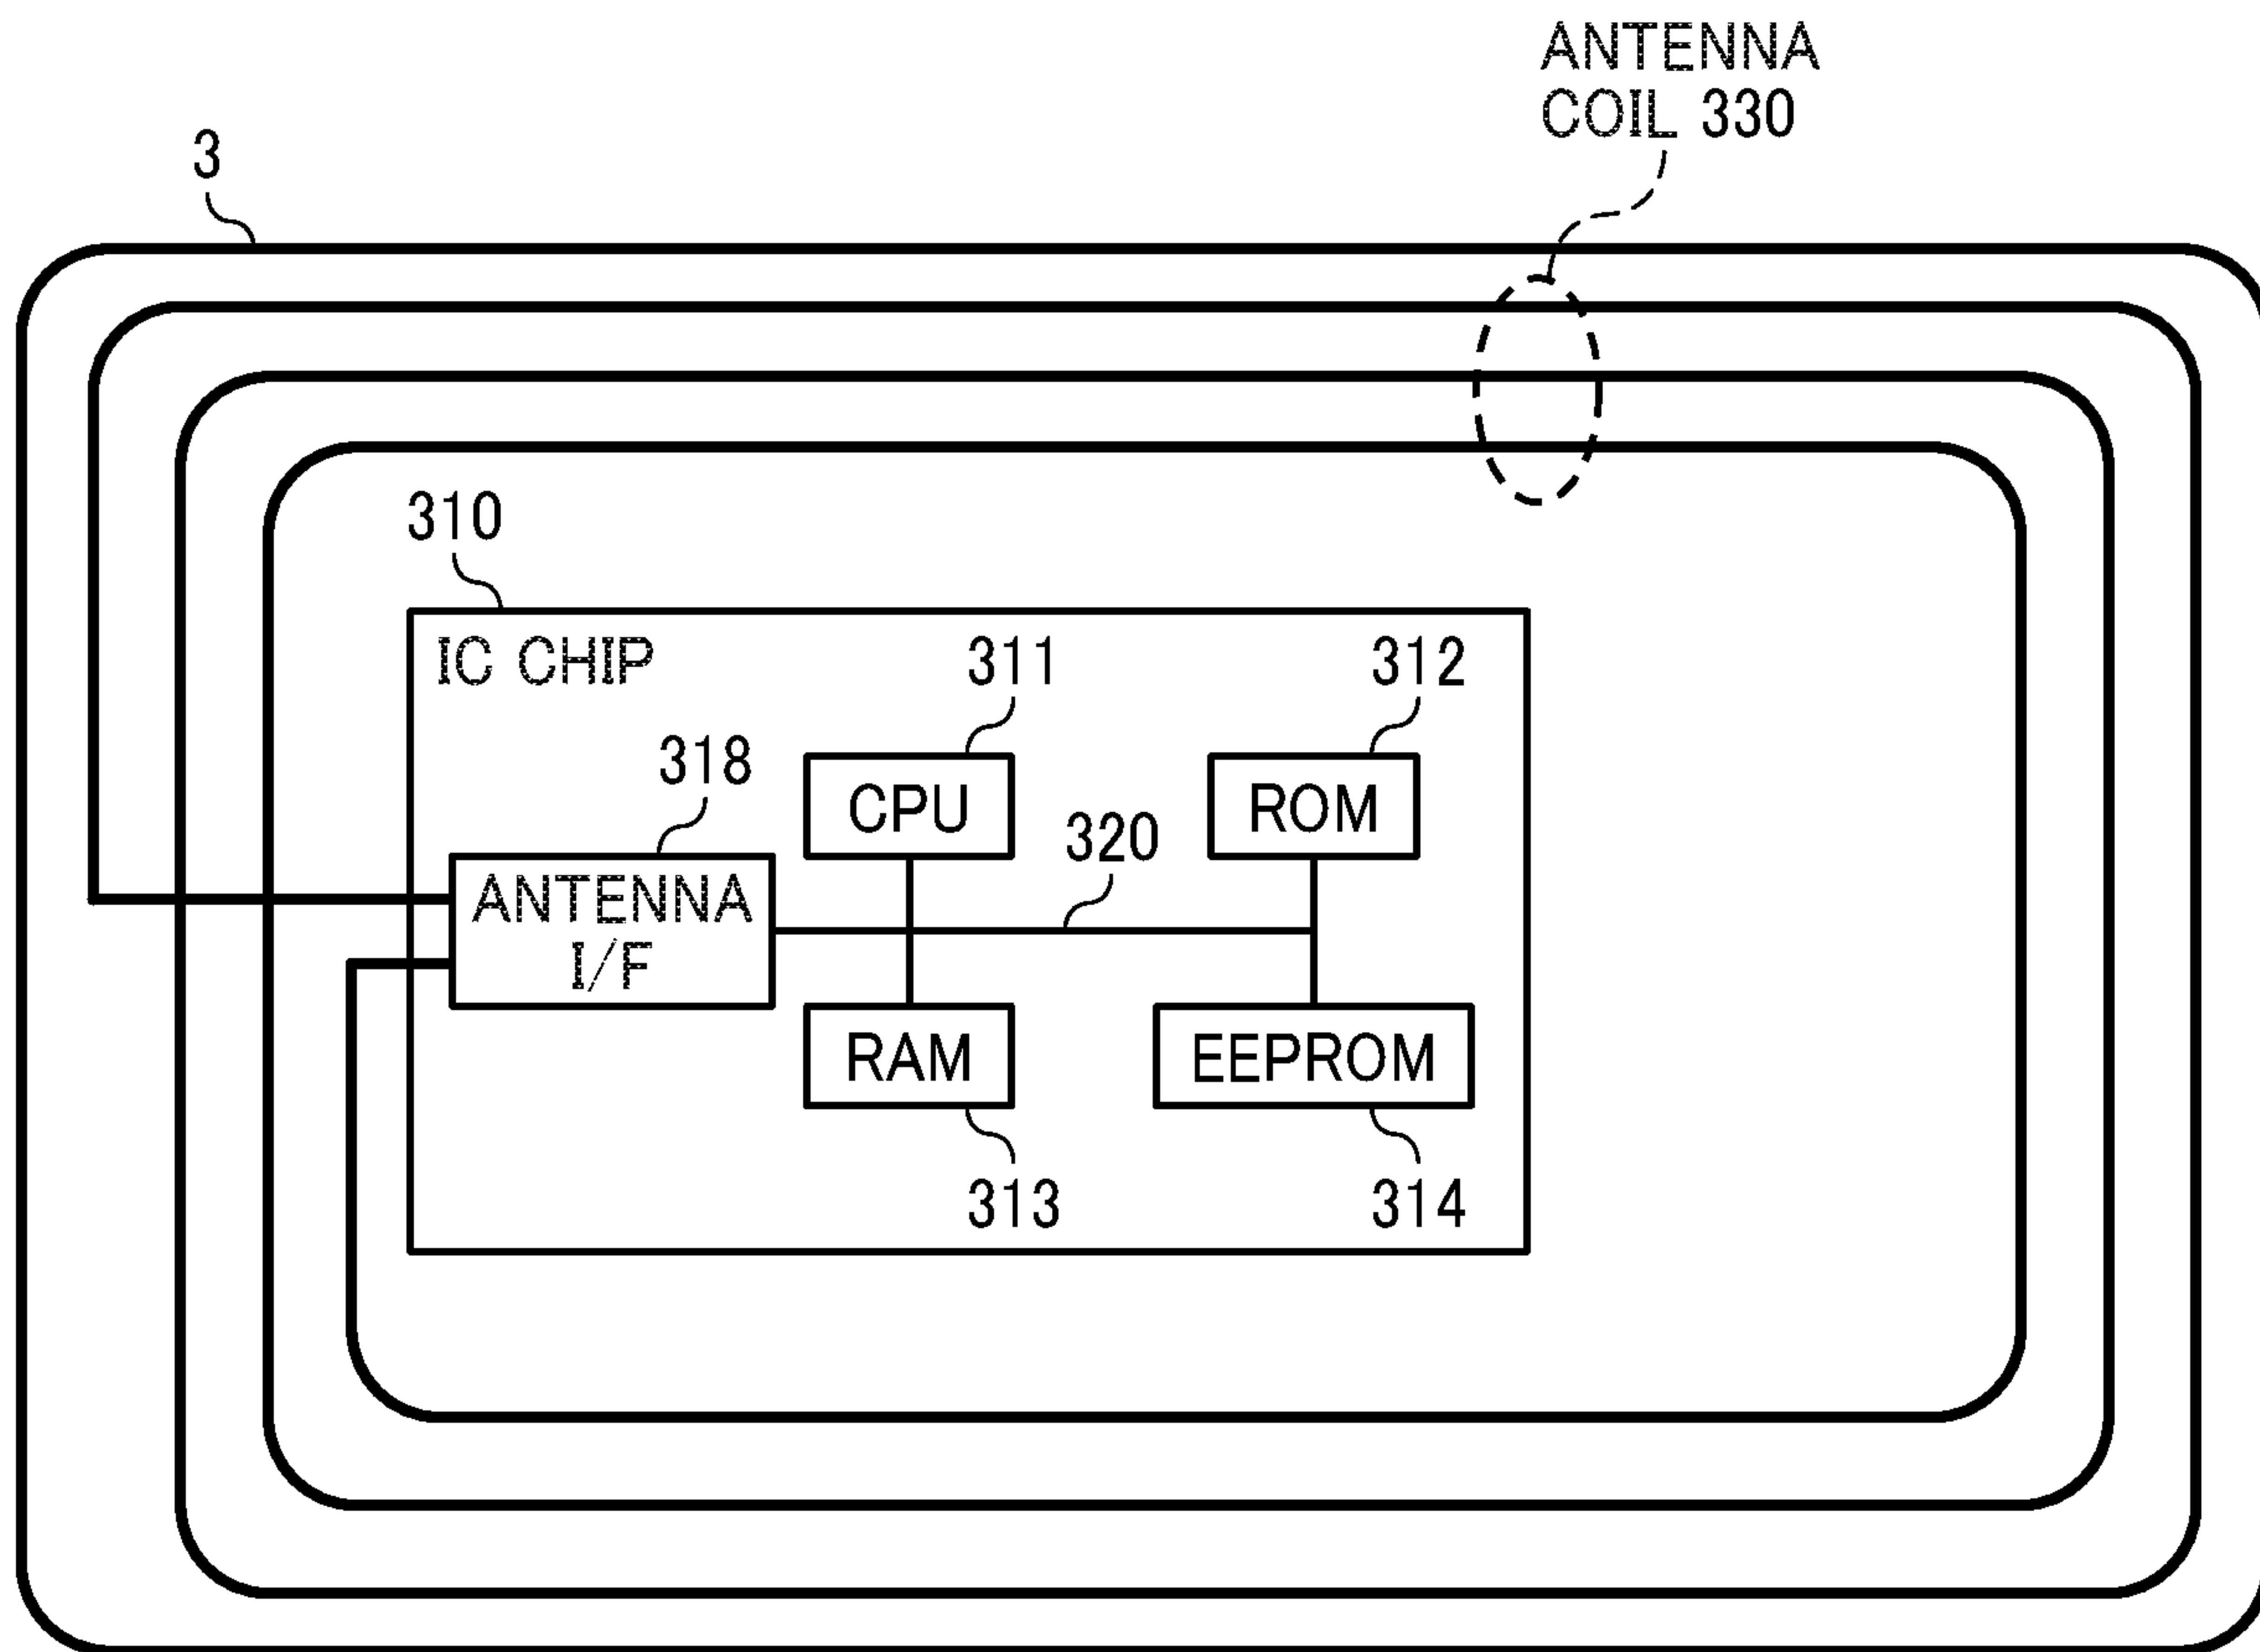 ANTENNA
COIL 330
3
310
IC CHIP
311
312
318
CPU
ROM
320
ANTENNA
I/F
RAM
EEPROM
313
314